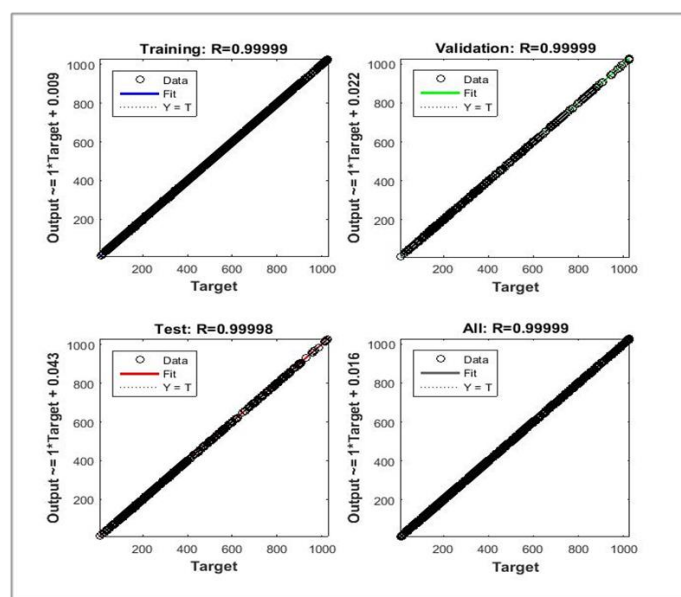 Training: R=0.99999
Output ~= 1*Target + 0.009
1000
800
600
400
200
Data
Fit
Y = T
200 400 600 800 1000
Target
Validation: R=0.99999
Output ~= 1*Target + 0.022
1000
800
600
400
200
Data
Fit
Y = T
200 400 600 800 1000
Target
Test: R=0.99998
Output ~= 1*Target + 0.043
1000
800
600
400
200
Data
Fit
Y = T
200 400 600 800 1000
Target
All: R=0.99999
Output ~= 1*Target + 0.016
1000
800
600
400
200
Data
Fit
Y = T
200 400 600 800 1000
Target